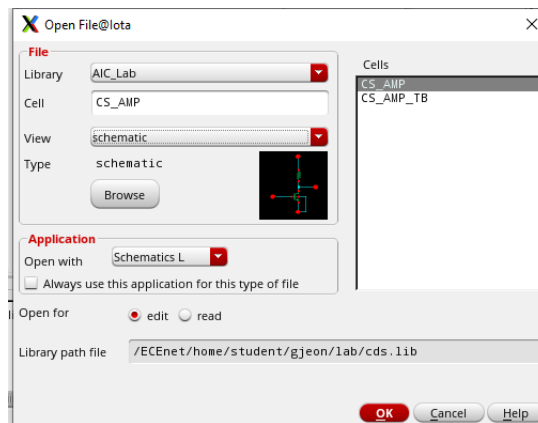 Open File@lota
File
Library AIC_Lab
Cell CS_AMP
View schematic
Type schematic
Browse
Application
Open with Schematics L
Always use this application for this type of file
Open for edit read
Library path file /ECEnet/home/student/gjeon/lab/cds.lib
Cells
CS_AMP
CS_AMP_TB
OK Cancel Help